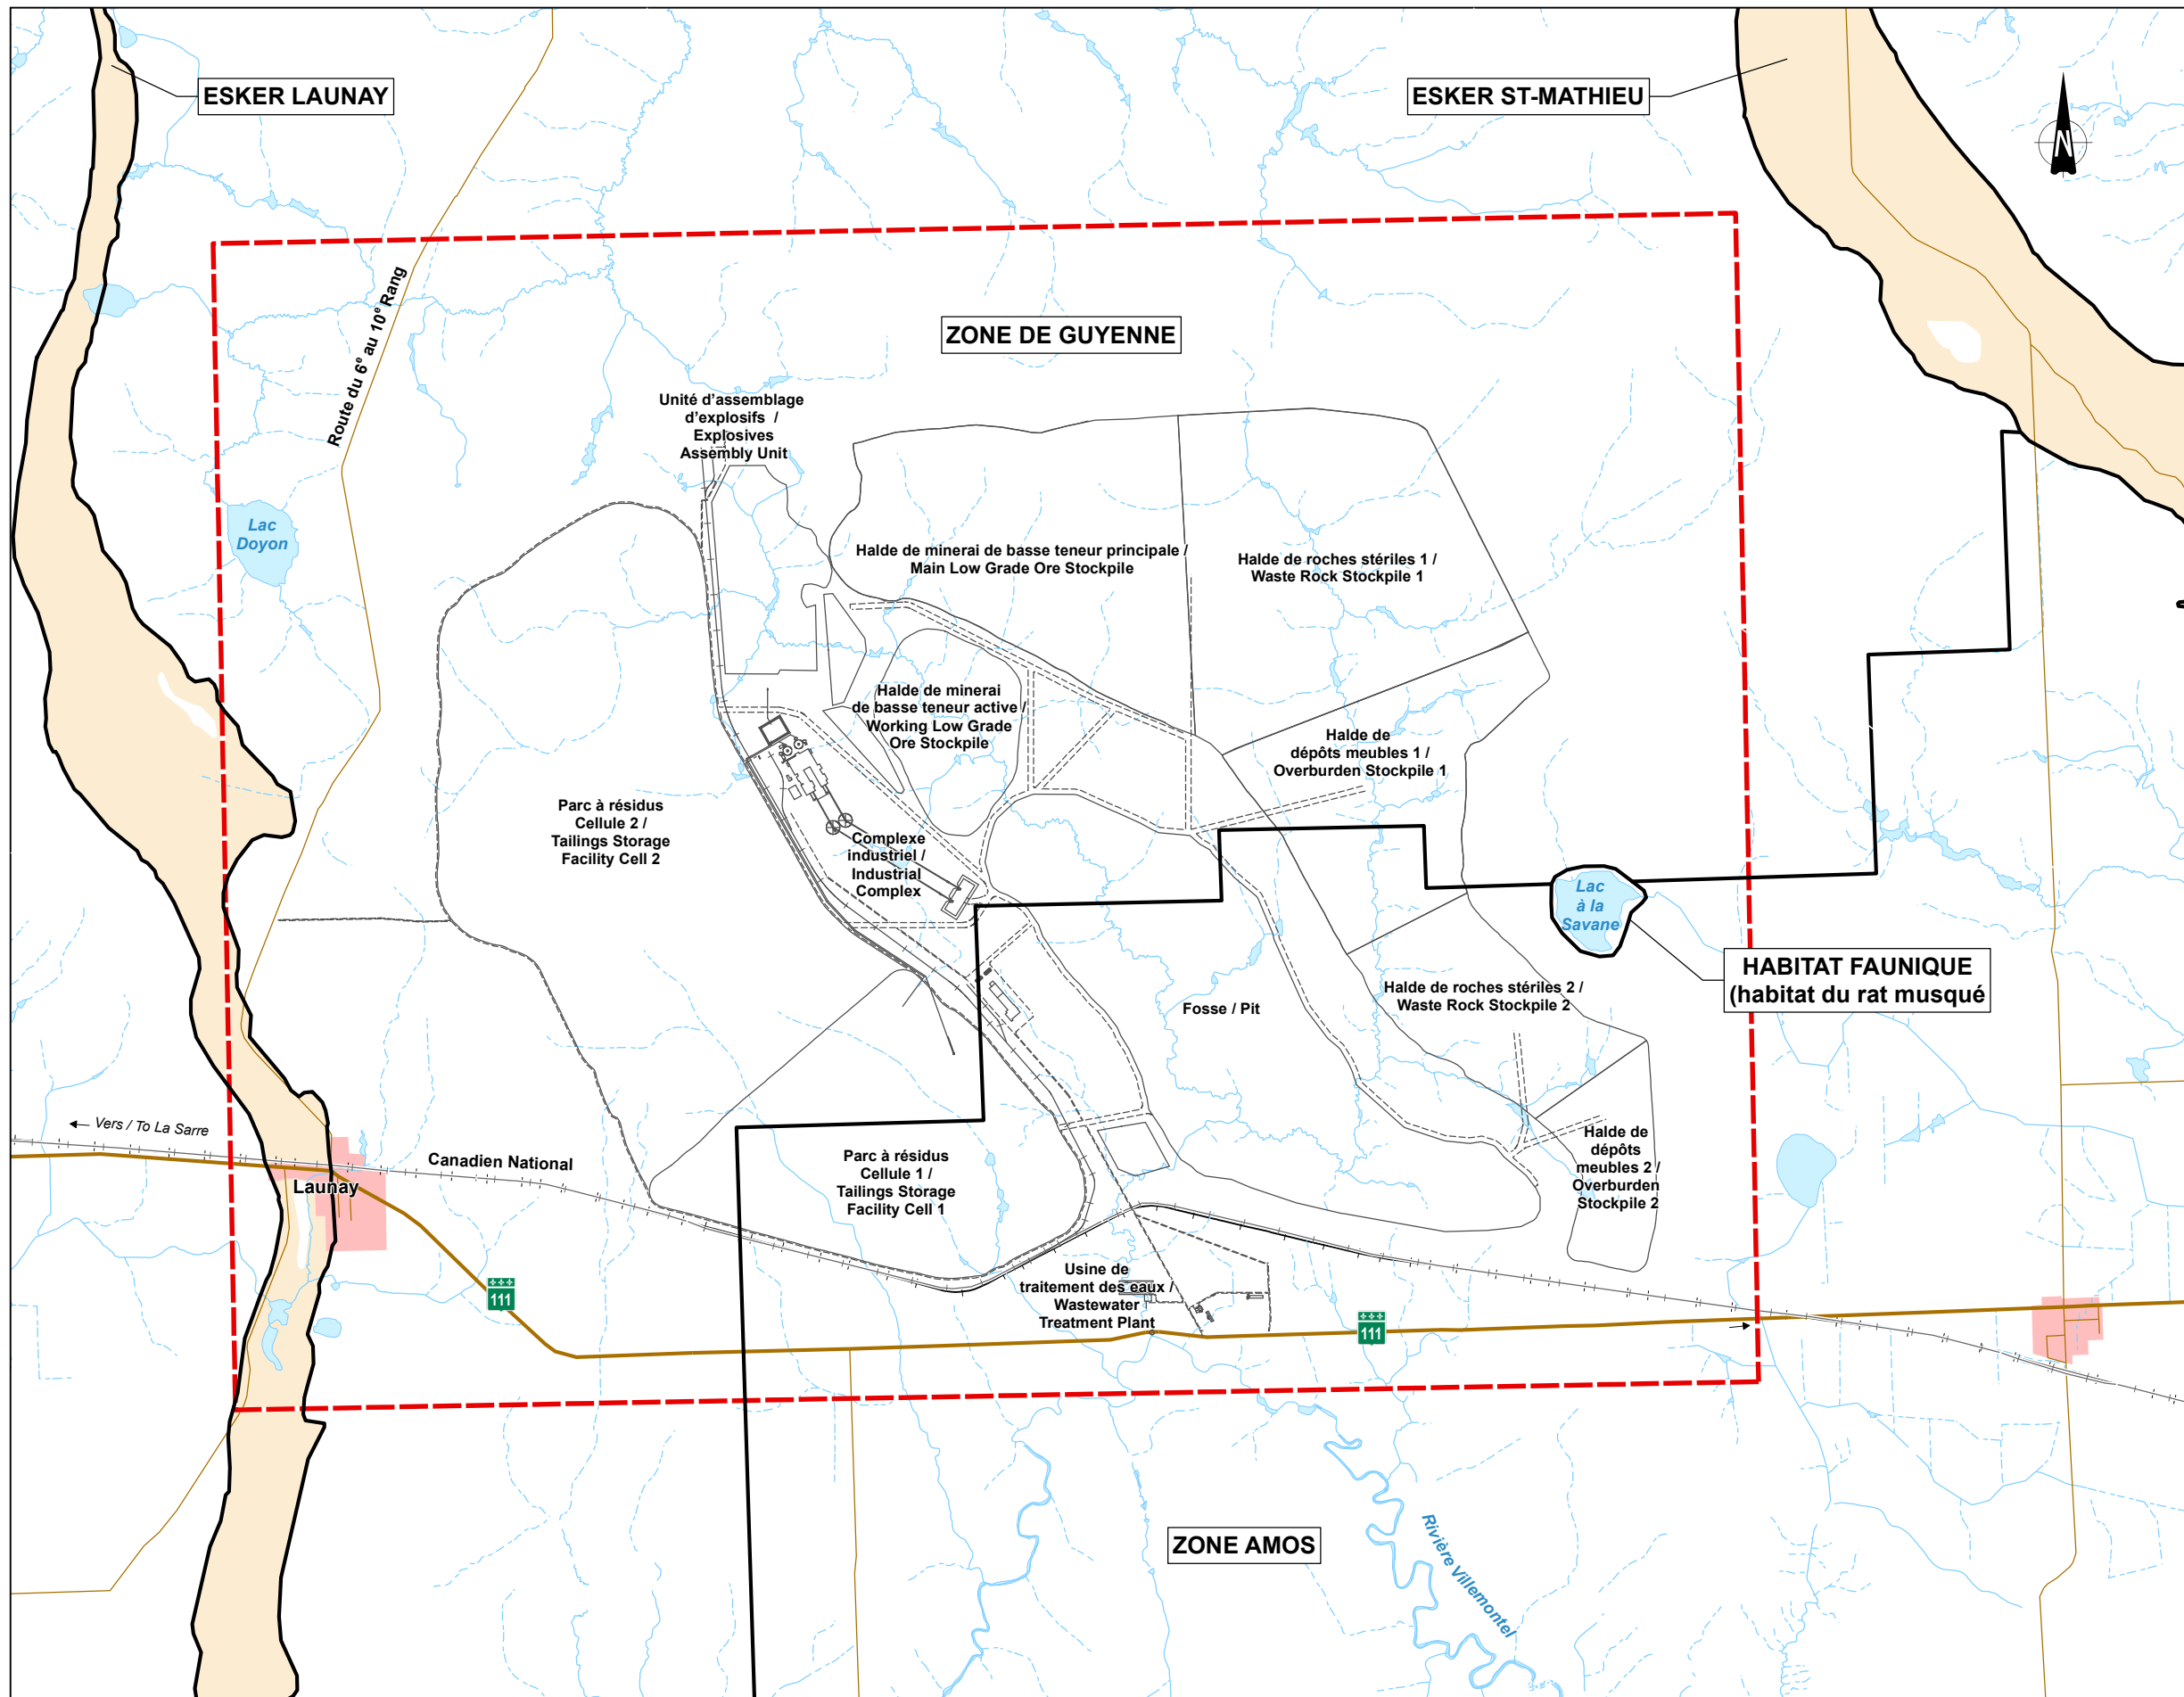 ESKER LAUNAY
ESKER ST-MATHIEU
N
Route du 6e au 10e Rang
ZONE DE GUYENNE
Unité d’assemblage
d’explosifs /
Explosives
Assembly Unit
Lac
Doyon
Halde de minerai de basse teneur principale /
Main Low Grade Ore Stockpile
Halde de roches stériles 1 /
Waste Rock Stockpile 1
Halde de minerai
de basse teneur active /
Working Low Grade
Ore Stockpile
Halde de
dépôts meubles 1 /
Overburden Stockpile 1
Parc à résidus
Cellule 2 /
Tailings Storage
Facility Cell 2
Complexe
industriel /
Industrial
Complex
Lac
à la
Savane
HABITAT FAUNIQUE
(habitat du rat musqué
Fosse / Pit
Halde de roches stériles 2 /
Waste Rock Stockpile 2
Vers / To La Sarre
Canadien National
Launay
Parc à résidus
Cellule 1 /
Tailings Storage
Facility Cell 1
Halde de
dépôts
meubles 2 /
Overburden
Stockpile 2
111
Usine de
traitement des eaux /
Wastewater
Treatment Plant
111
ZONE AMOS
Rivière Villemontel